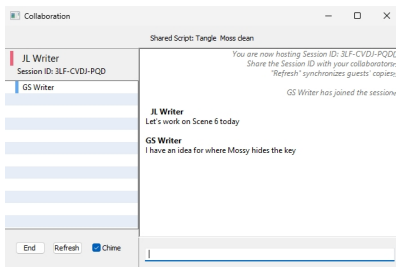 Collaboration
Shared Script: Tangle Moss dean
JL Writer
Session ID: 3LF-CVDJ-PQD
GS Writer
You are now hosting Session ID: 3LF-CVDJ-PQD
Share the Session ID with your collaborators
"Refresh" synchronizes guests' copies
GS Writer has joined the session
JL Writer
Let's work on Scene 6 today
GS Writer
I have an idea for where Mossy hides the key
End Refresh Chime